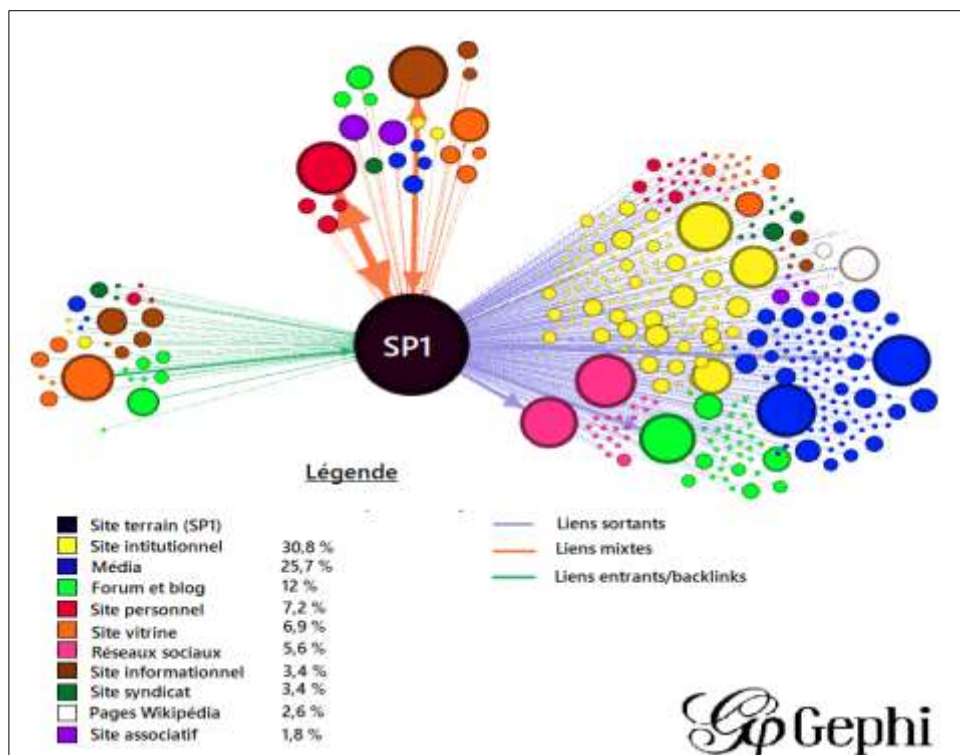 SP1
Légende
Site terrain (SP1)
Site intitutionnel 30,8 %
Média 25,7 %
Forum et blog 12 %
Site personnel 7,2 %
Site vitrine 6,9 %
Réseaux sociaux 5,6 %
Site informationnel 3,4 %
Site syndicat 3,4 %
Pages Wikipédia 2,6 %
Site associatif 1,8 %
Liens sortants
Liens mixtes
Liens entrants/backlinks
Gephi